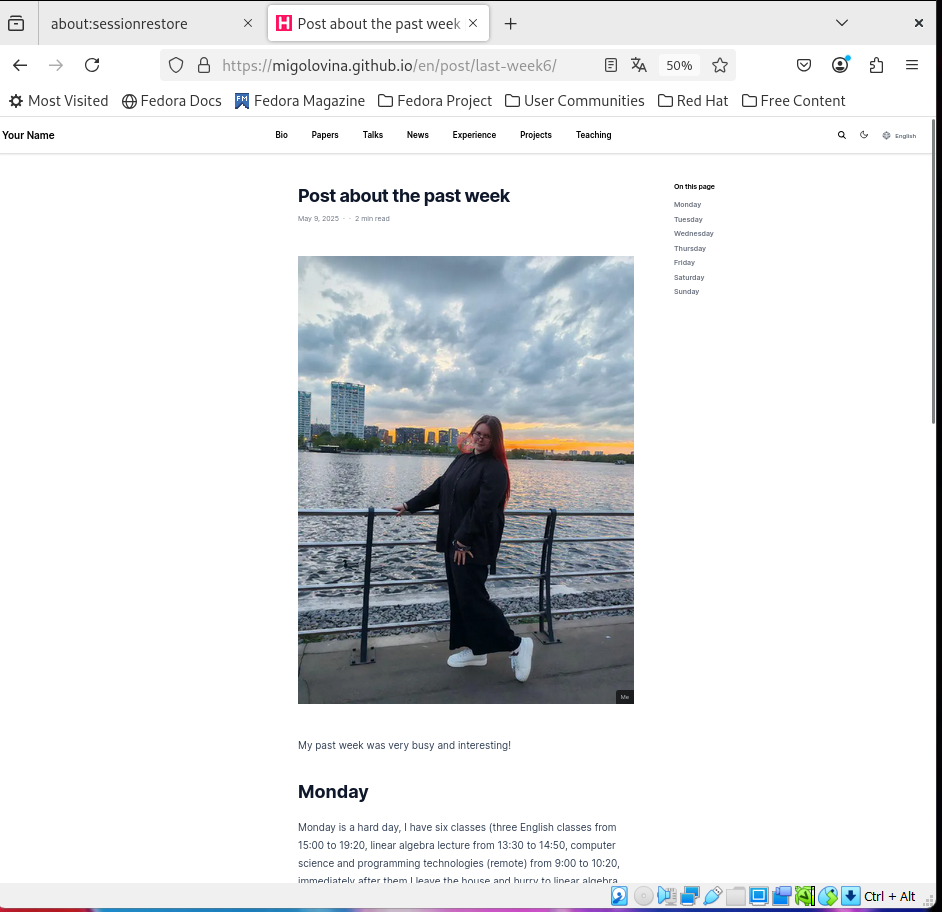 about:sessionrestore
Post about the past week
https://migolovina.github.io/en/post/last-week6/
50%
Most Visited
Fedora Docs
FM
Fedora Magazine
Fedora Project
User Communities
Red Hat
Free Content
Your Name
Bio
Papers
Talks
News
Experience
Projects
Teaching
English
Post about the past week
May 9, 2025 · · 2 min read
On this page
Monday
Tuesday
Wednesday
Thursday
Friday
Saturday
Sunday
Me
My past week was very busy and interesting!
Monday
Monday is a hard day, I have six classes (three English classes from
15:00 to 19:20, linear algebra lecture from 13:30 to 14:50, computer
science and programming technologies (remote) from 9:00 to 10:20,
immediately after them I leave the house and hurry to linear algebra
Ctrl + Alt